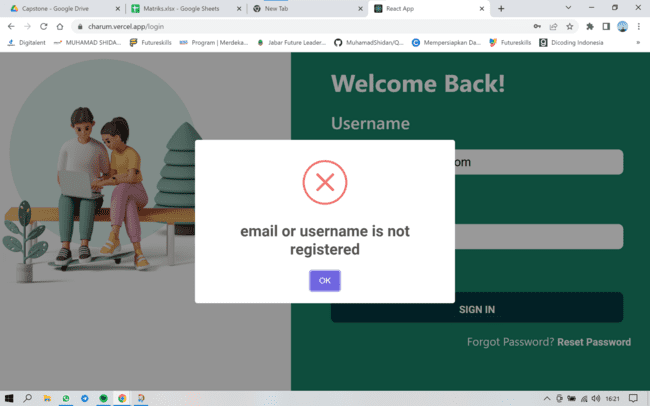 Capstone - Google Drive
Matriks.xlsx - Google Sheets
New Tab
React App
charum.vercel.app/login
Digitalent
MUHAMAD SHIDA...
Futureskills
Program | Merdeka...
Jabar Future Leader...
MuhamadShidan/Q...
Mempersiapkan Da...
Futureskills
Dicoding Indonesia
Welcome Back!
Username
om
email or username is not
registered
OK
SIGN IN
Forgot Password? Reset Password
16:21